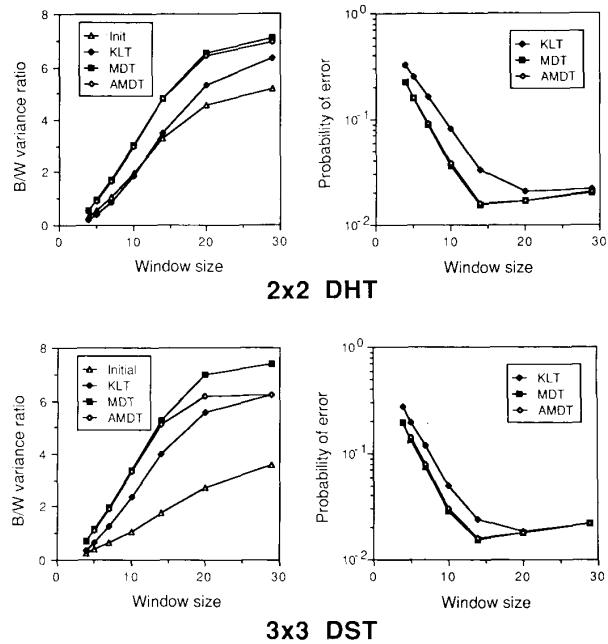 B/W variance ratio
8
6
4
2
0
0
10
20
30
Window size
Init
KLT
MDT
AMDT
Probability of error
10^0
10^-1
10^-2
0
10
20
30
Window size
KLT
MDT
AMDT
2x2 DHT
B/W variance ratio
8
6
4
2
0
0
10
20
30
Window size
Initial
KLT
MDT
AMDT
Probability of error
10^0
10^-1
10^-2
0
10
20
30
Window size
KLT
MDT
AMDT
3x3 DST